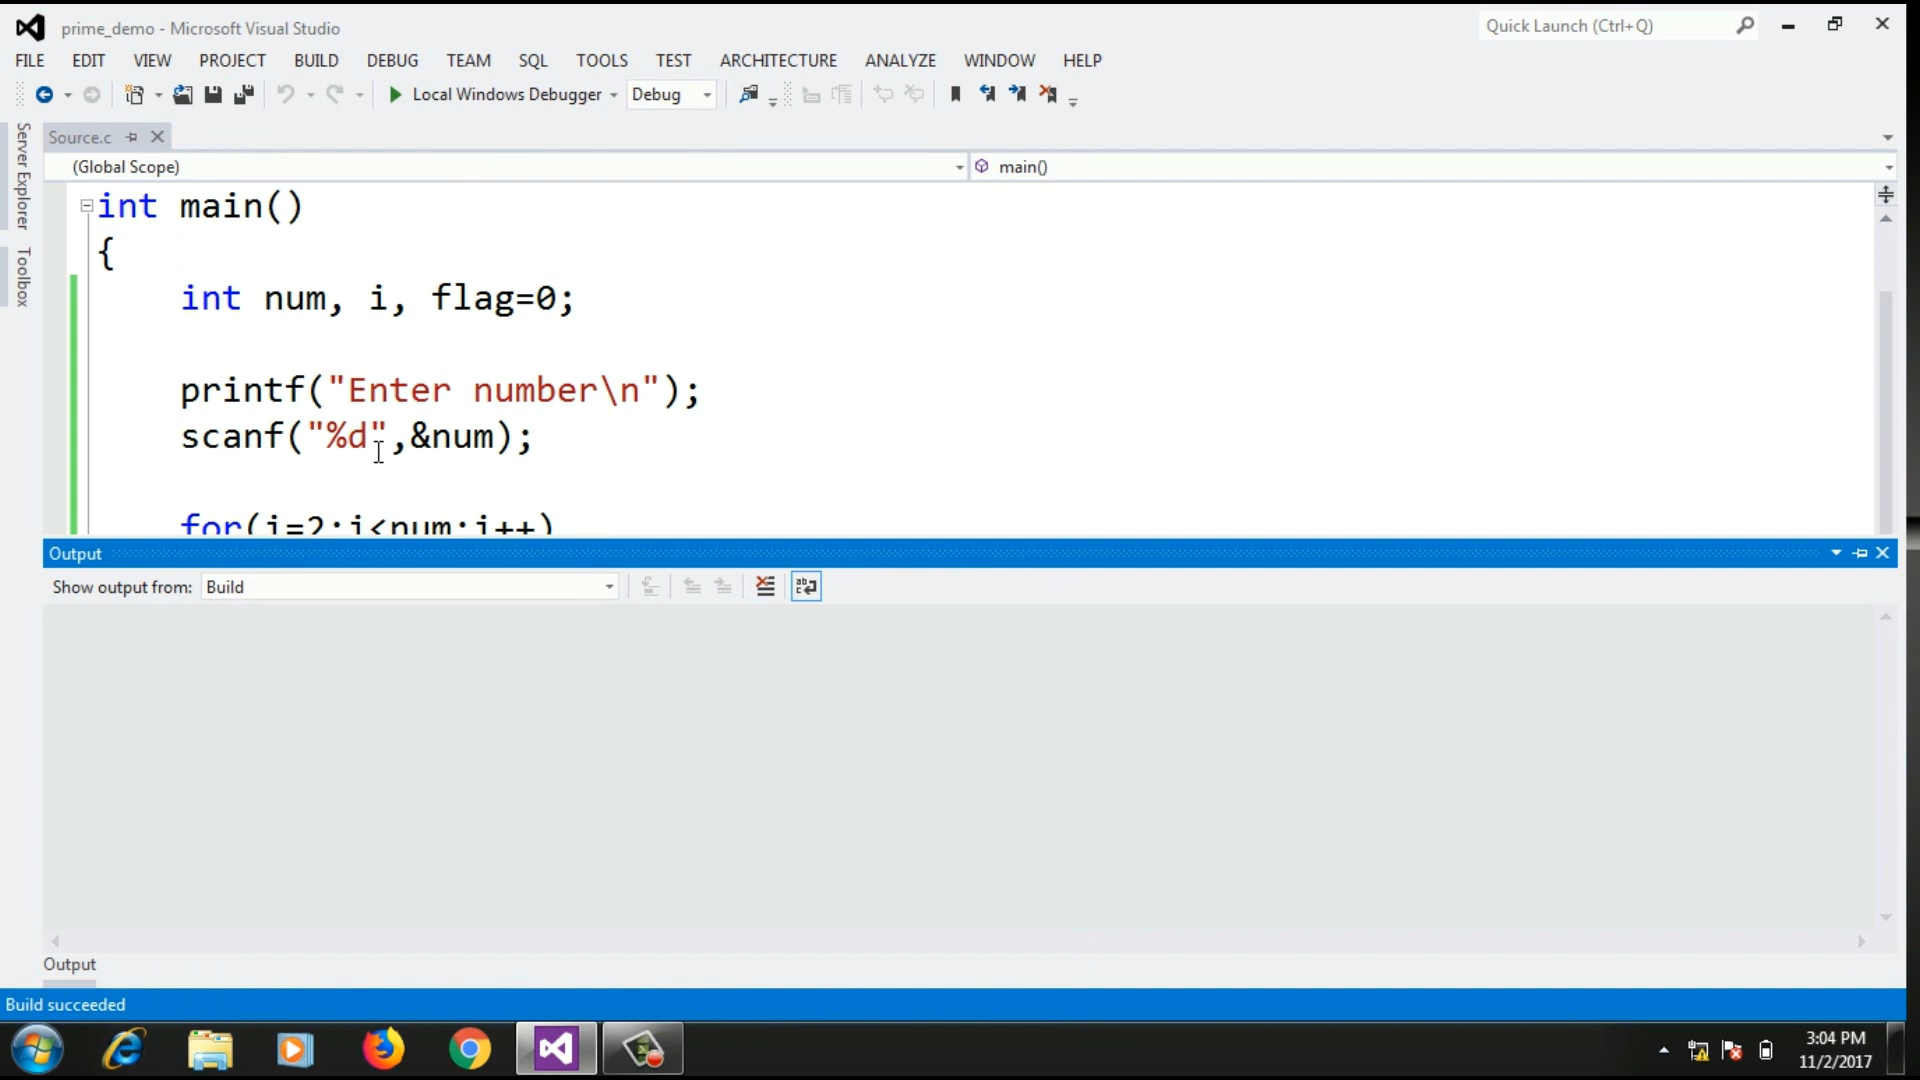 prime_demo - Microsoft Visual Studio
Quick Launch (Ctrl+Q)
FILE EDIT VIEW PROJECT BUILD DEBUG TEAM SQL TOOLS TEST ARCHITECTURE ANALYZE WINDOW HELP
Local Windows Debugger Debug
Server Explorer
Toolbox
Source.c
(Global Scope) main()
int main()
{
int num, i, flag=0;
printf("Enter number\n");
scanf("%d",&num);
for(i=2;i<num;i++)
Output
Show output from: Build
Output
Build succeeded
3:04 PM
11/2/2017